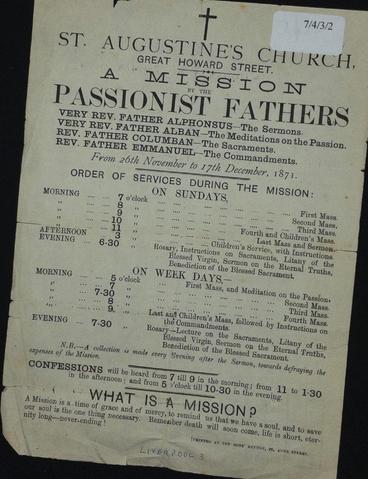 7/4/3/2
ST. AUGUSTINE'S CHURCH,
GREAT HOWARD STREET.
A MISSION
BY THE
PASSIONIST FATHERS
VERY REV. FATHER ALPHONSUS—The Sermons.
VERY REV. FATHER ALBAN—The Meditations on the Passion.
REV. FATHER COLUMBAN—The Sacraments.
REV. FATHER EMMANUEL—The Commandments.
From 26th November to 17th December, 1871.
ORDER OF SERVICES DURING THE MISSION:
ON SUNDAYS,
MORNING ... ... 7 o'clock ... ... ... ... First Mass.
" ... ... 8 " ... ... ... ... Second Mass.
" ... ... 9 " ... ... ... ... Third Mass.
" ... ... 10 " ... ... ... Fourth and Children's Mass.
" ... ... 11 " ... ... ... Last Mass and Sermon.
AFTERNOON ... 3 " ... Children's Service, with Instructions
EVENING ... 6-30 " Rosary, Instructions on Sacraments, Litany of the
Blessed Virgin, Sermon on the Eternal Truths,
Benediction of the Blessed Sacrament.
ON WEEK DAYS,
MORNING ... ... 5 o'clock ... First Mass, and Meditation on the Passion.
" ... ... 7 " ... ... ... ... Second Mass.
" ... ... 7-30 " ... ... ... ... Third Mass.
" ... ... 8 " ... ... ... ... Fourth Mass.
" ... ... 9 " Last and Children's Mass, followed by Instructions on
the Commandments.
EVENING ... 7-30 " Rosary—Lecture on the Sacraments, Litany of the
Blessed Virgin, Sermon on the Eternal Truths,
Benediction of the Blessed Sacrament.
N.B.—A collection is made every Evening after the Sermon, towards defraying the
expenses of the Mission.
CONFESSIONS will be heard from 7 till 9 in the morning; from 11 to 1-30
in the afternoon; and from 5 o'clock till 10-30 in the evening.
WHAT IS A MISSION?
A Mission is a time of grace and of mercy, to remind us that we have a soul, and to save
our soul is the one thing necessary. Remember death will soon come, life is short, eter-
nity long—never-ending!
[PRINTED AT THE BOYS' REFUGE, ST. ANNE STREET.
LIVERPOOL 3